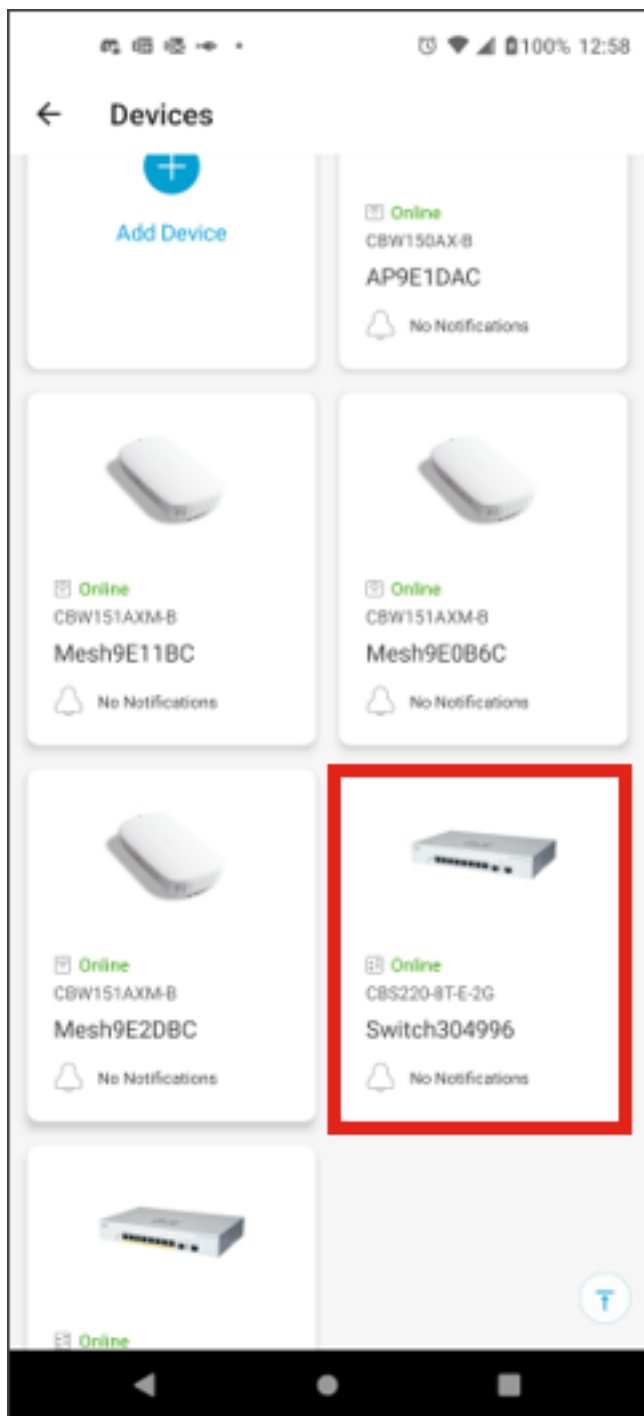 100% 12:58
Devices
Add Device
Online
CBW150AX-B
AP9E1DAC
No Notifications
Online
CBW151AXM-B
Mesh9E11BC
No Notifications
Online
CBW151AXM-B
Mesh9E0B6C
No Notifications
Online
CBW151AXM-B
Mesh9E2DBC
No Notifications
Online
CBS220-8T-E-2G
Switch304996
No Notifications
Online